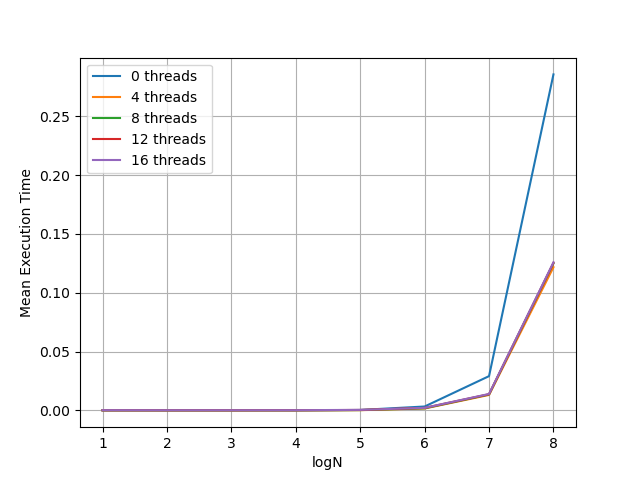 0 threads
4 threads
8 threads
12 threads
16 threads
Mean Execution Time
0.25
0.20
0.15
0.10
0.05
0.00
1 2 3 4 5 6 7 8
logN